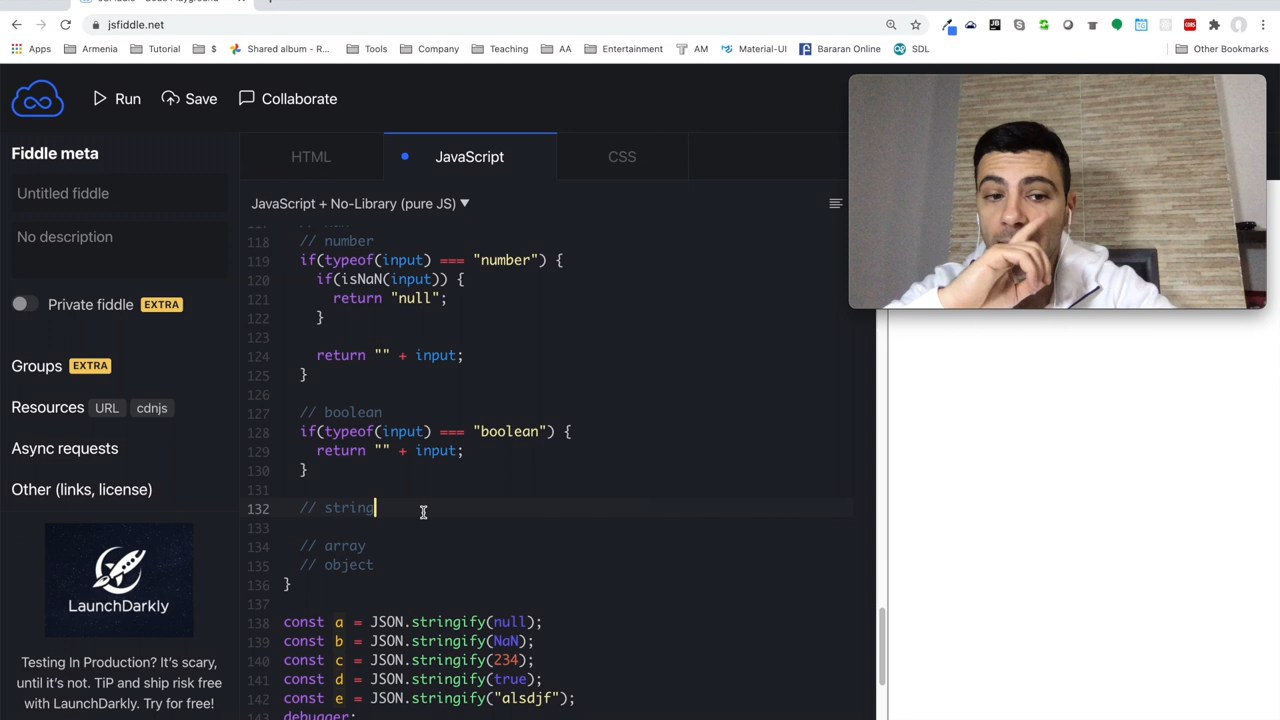 jsfiddle.net
Apps Armenia Tutorial $ Shared album - R... Tools Company Teaching AA Entertainment AM Material-UI Bararan Online SDL Other Bookmarks
Run Save Collaborate
Fiddle meta
Untitled fiddle
No description
Private fiddle EXTRA
Groups EXTRA
Resources URL cdnjs
Async requests
Other (links, license)
LaunchDarkly
Testing In Production? It's scary,
until it's not. TiP and ship risk free
with LaunchDarkly. Try for free!
HTML JavaScript CSS
JavaScript + No-Library (pure JS) ▼
118 // number
119 if(typeof(input) === "number") {
120 if(isNaN(input)) {
121 return "null";
122 }
123
124 return "" + input;
125 }
126
127 // boolean
128 if(typeof(input) === "boolean") {
129 return "" + input;
130 }
131
132 // string
133
134 // array
135 // object
136 }
137
138 const a = JSON.stringify(null);
139 const b = JSON.stringify(NaN);
140 const c = JSON.stringify(234);
141 const d = JSON.stringify(true);
142 const e = JSON.stringify("alsdjf");
143 debugger;